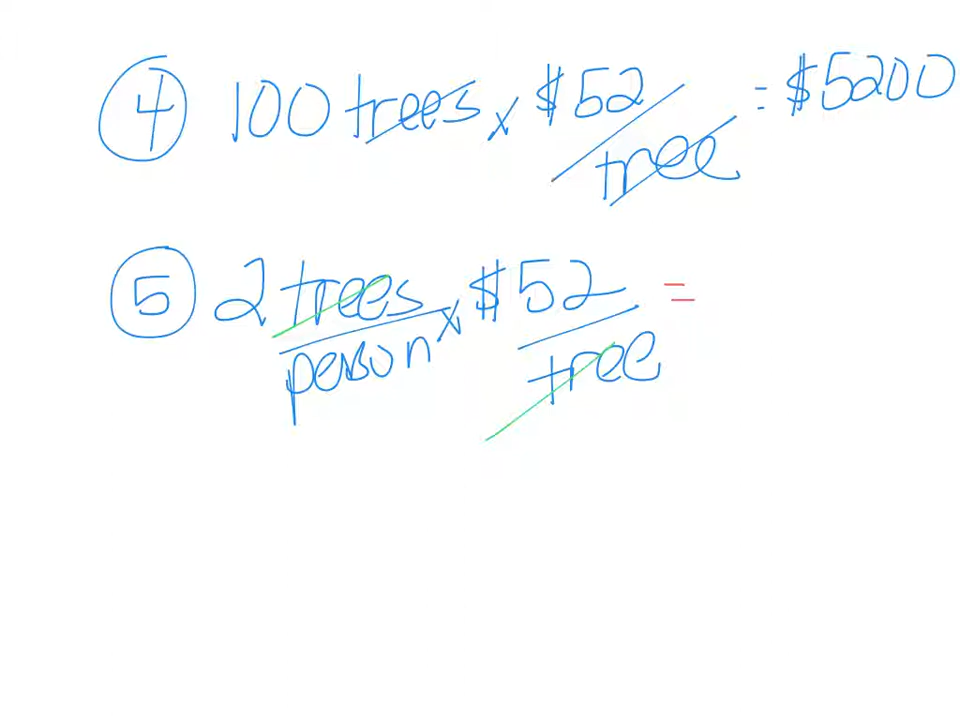 ④ 100 trees x $52 / tree = $5200
⑤ 2 trees / person x $52 / tree =